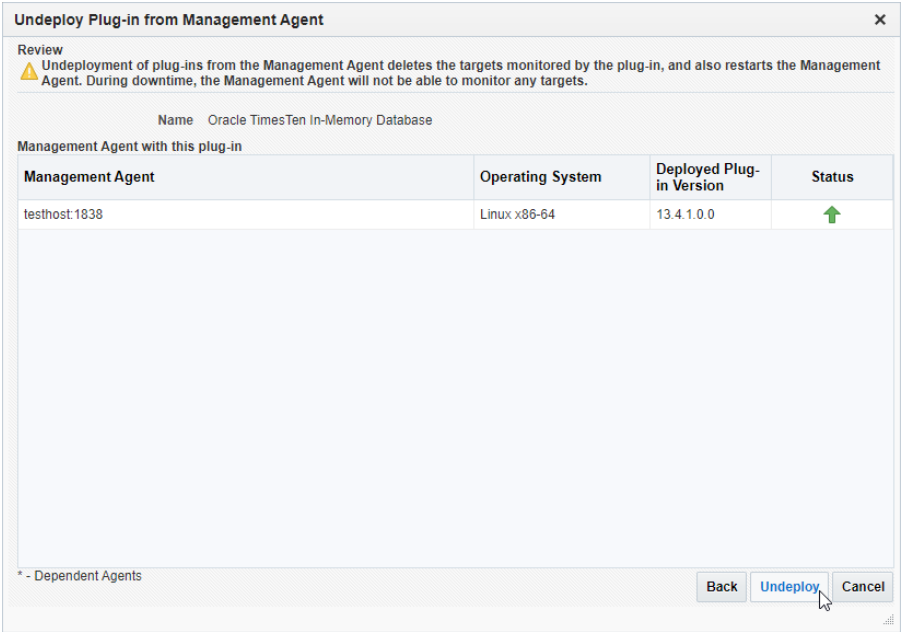 Undeploy Plug-in from Management Agent
Review
Undeployment of plug-ins from the Management Agent deletes the targets monitored by the plug-in, and also restarts the Management
Agent. During downtime, the Management Agent will not be able to monitor any targets.
Name Oracle TimesTen In-Memory Database
Management Agent with this plug-in
Management Agent Operating System Deployed Plug-
in Version Status
testhost:1838 Linux x86-64 13.4.1.0.0
* - Dependent Agents
Back Undeploy Cancel